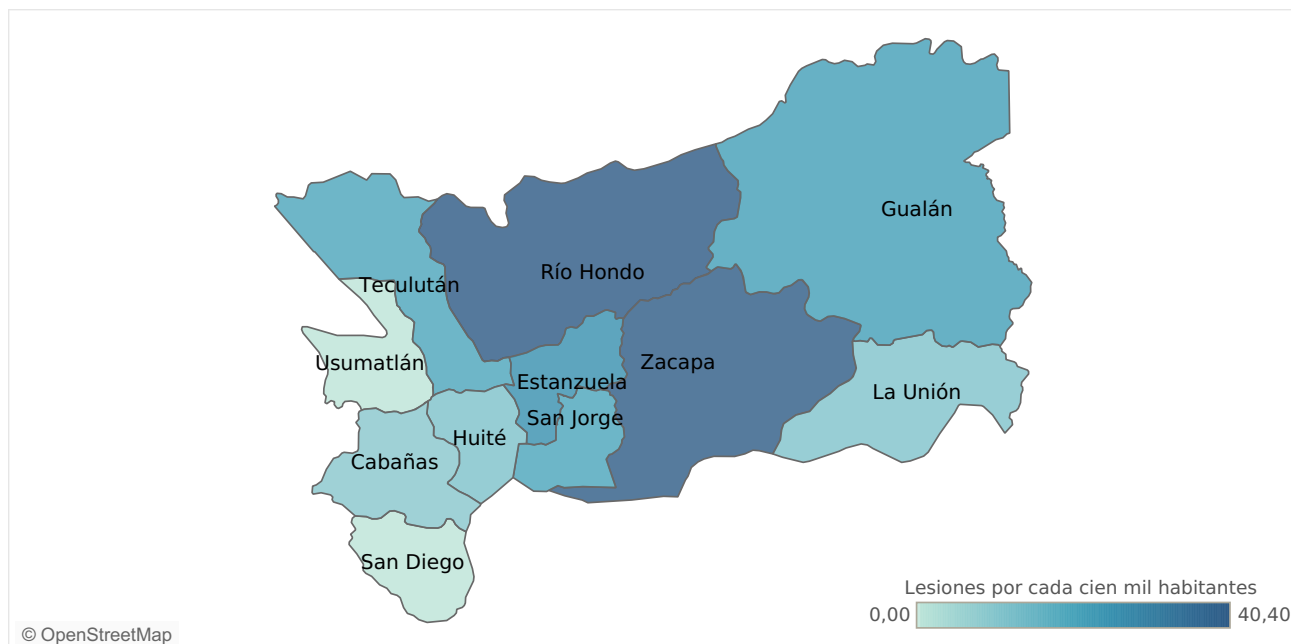 Gualán
Río Hondo
Teculután
Usumatlán
Zacapa
Estanzuela
La Unión
San Jorge
Huité
Cabañas
San Diego
Lesiones por cada cien mil habitantes
0,00 40,40
© OpenStreetMap